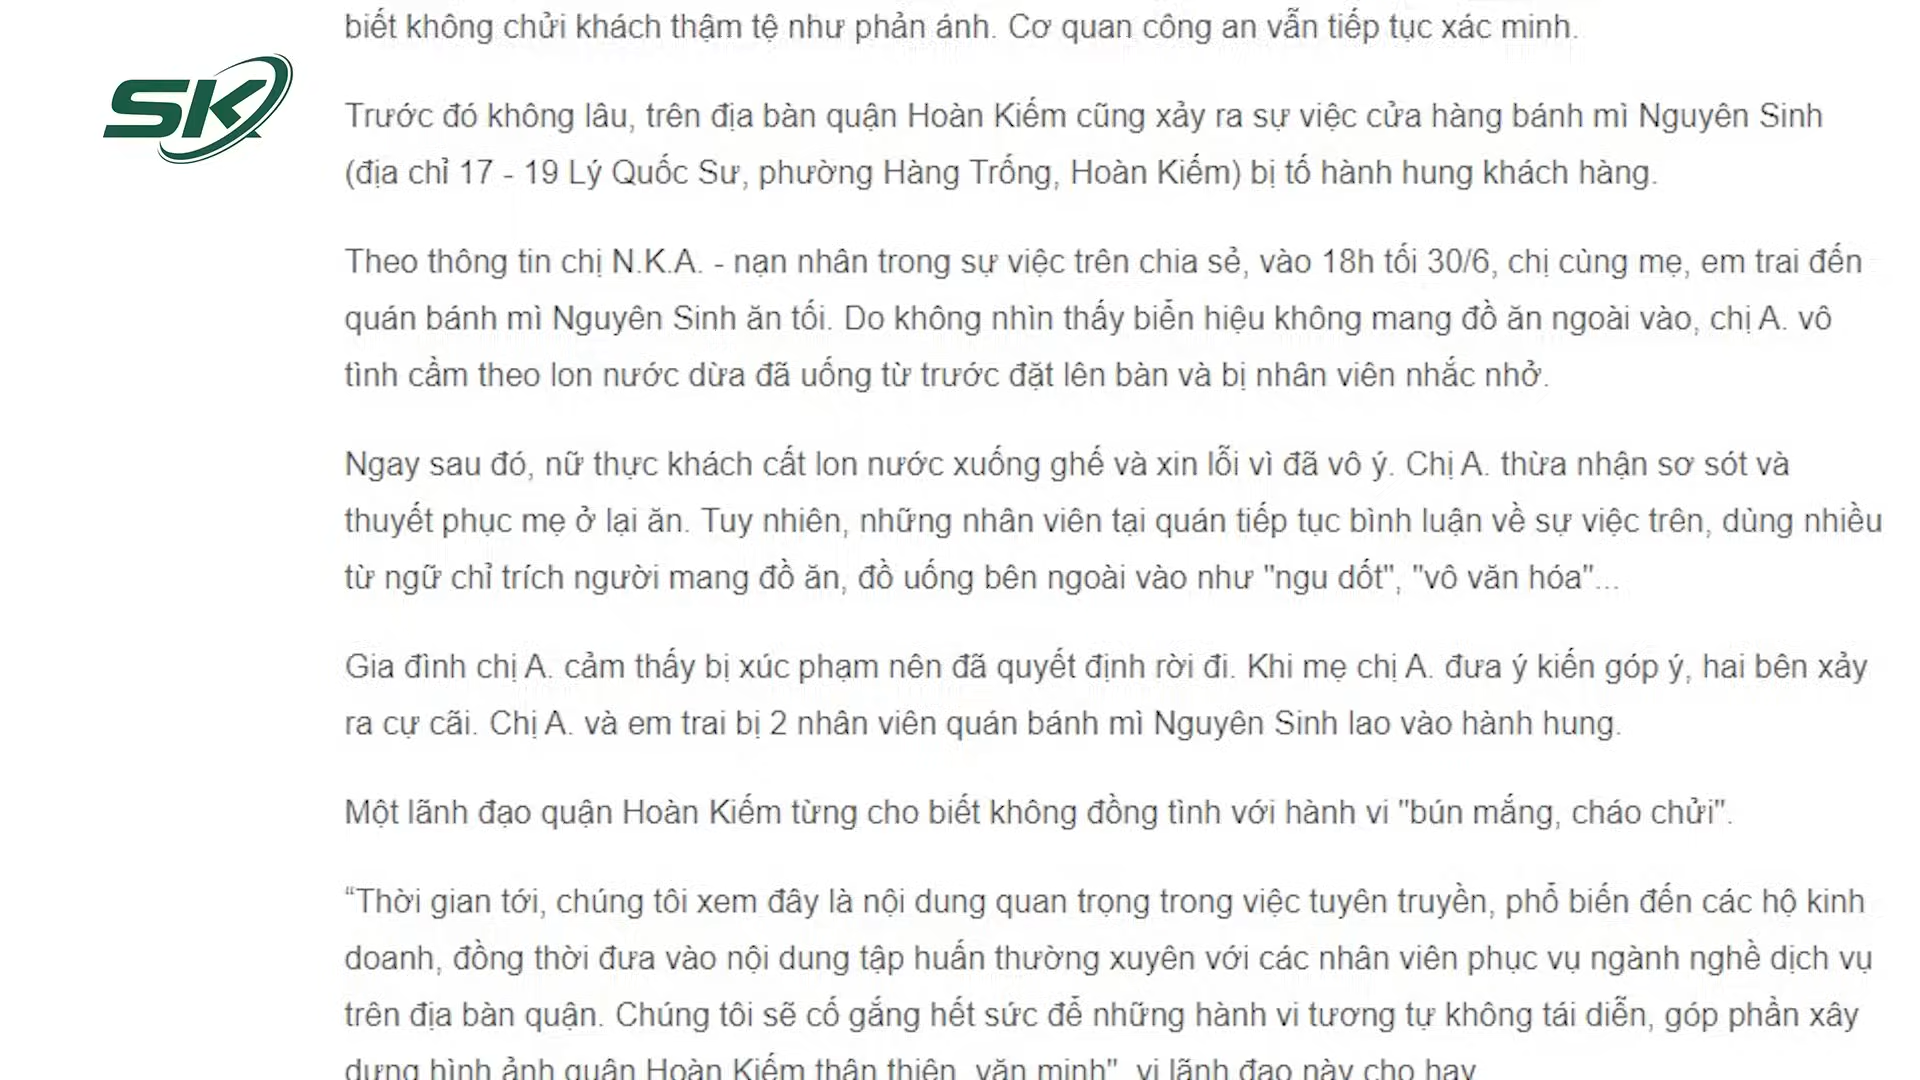 biết không chửi khách thậm tệ như phản ánh. Cơ quan công an vẫn tiếp tục xác minh.
SK
Trước đó không lâu, trên địa bàn quận Hoàn Kiếm cũng xảy ra sự việc cửa hàng bánh mì Nguyên Sinh
(địa chỉ 17 - 19 Lý Quốc Sư, phường Hàng Trống, Hoàn Kiếm) bị tố hành hung khách hàng.
Theo thông tin chị N.K.A. - nạn nhân trong sự việc trên chia sẻ, vào 18h tối 30/6, chị cùng mẹ, em trai đến
quán bánh mì Nguyên Sinh ăn tối. Do không nhìn thấy biển hiệu không mang đồ ăn ngoài vào, chị A. vô
tình cầm theo lon nước dừa đã uống từ trước đặt lên bàn và bị nhân viên nhắc nhở.
Ngay sau đó, nữ thực khách cất lon nước xuống ghế và xin lỗi vì đã vô ý. Chị A. thừa nhận sơ sót và
thuyết phục mẹ ở lại ăn. Tuy nhiên, những nhân viên tại quán tiếp tục bình luận về sự việc trên, dùng nhiều
từ ngữ chỉ trích người mang đồ ăn, đồ uống bên ngoài vào như "ngu dốt", "vô văn hóa"...
Gia đình chị A. cảm thấy bị xúc phạm nên đã quyết định rời đi. Khi mẹ chị A. đưa ý kiến góp ý, hai bên xảy
ra cự cãi. Chị A. và em trai bị 2 nhân viên quán bánh mì Nguyên Sinh lao vào hành hung.
Một lãnh đạo quận Hoàn Kiếm từng cho biết không đồng tình với hành vi "bún mắng, cháo chửi".
“Thời gian tới, chúng tôi xem đây là nội dung quan trọng trong việc tuyên truyền, phổ biến đến các hộ kinh
doanh, đồng thời đưa vào nội dung tập huấn thường xuyên với các nhân viên phục vụ ngành nghề dịch vụ
trên địa bàn quận. Chúng tôi sẽ cố gắng hết sức để những hành vi tương tự không tái diễn, góp phần xây
dựng hình ảnh quận Hoàn Kiếm thân thiện, văn minh", vị lãnh đạo này cho hay